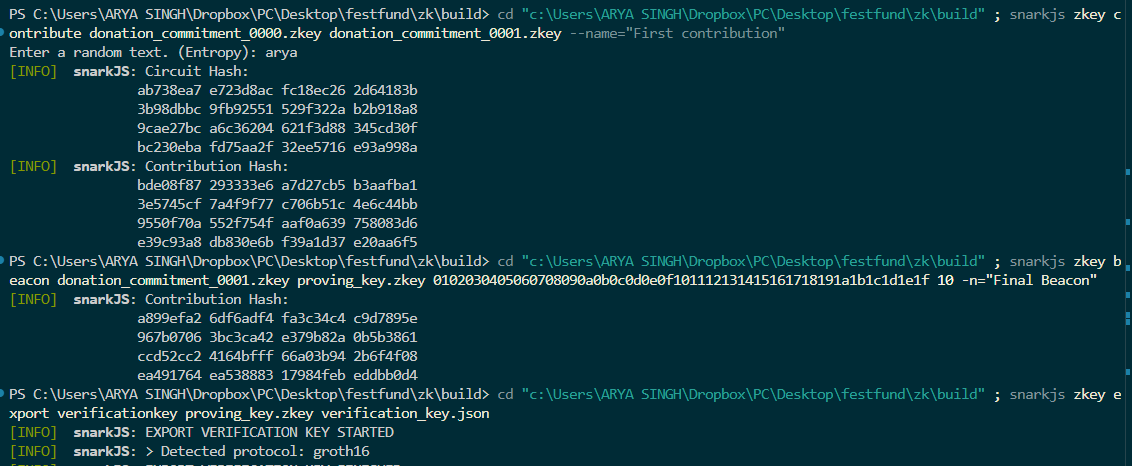 PS C:\Users\ARYA SINGH\Dropbox\PC\Desktop\festfund\zk\build> cd "c:\Users\ARYA SINGH\Dropbox\PC\Desktop\festfund\zk\build" ; snarkjs zkey c
ontribute donation_commitment_0000.zkey donation_commitment_0001.zkey --name="First contribution"
Enter a random text. (Entropy): arya
[INFO]  snarkJS: Circuit Hash:
ab738ea7 e723d8ac fc18ec26 2d64183b
3b98dbbc 9fb92551 529f322a b2b918a8
9cae27bc a6c36204 621f3d88 345cd30f
bc230eba fd75aa2f 32ee5716 e93a998a
[INFO]  snarkJS: Contribution Hash:
bde08f87 293333e6 a7d27cb5 b3aafba1
3e5745cf 7a4f9f77 c706b51c 4e6c44bb
9550f70a 552f754f aaf0a639 758083d6
e39c93a8 db830e6b f39a1d37 e20aa6f5
PS C:\Users\ARYA SINGH\Dropbox\PC\Desktop\festfund\zk\build> cd "c:\Users\ARYA SINGH\Dropbox\PC\Desktop\festfund\zk\build" ; snarkjs zkey b
eacon donation_commitment_0001.zkey proving_key.zkey 0102030405060708090a0b0c0d0e0f101112131415161718191a1b1c1d1e1f 10 -n="Final Beacon"
[INFO]  snarkJS: Contribution Hash:
a899efa2 6df6adf4 fa3c34c4 c9d7895e
967b0706 3bc3ca42 e379b82a 0b5b3861
ccd52cc2 4164bfff 66a03b94 2b6f4f08
ea491764 ea538883 17984feb eddbb0d4
PS C:\Users\ARYA SINGH\Dropbox\PC\Desktop\festfund\zk\build> cd "c:\Users\ARYA SINGH\Dropbox\PC\Desktop\festfund\zk\build" ; snarkjs zkey e
xport verificationkey proving_key.zkey verification_key.json
[INFO]  snarkJS: EXPORT VERIFICATION KEY STARTED
[INFO]  snarkJS: > Detected protocol: groth16